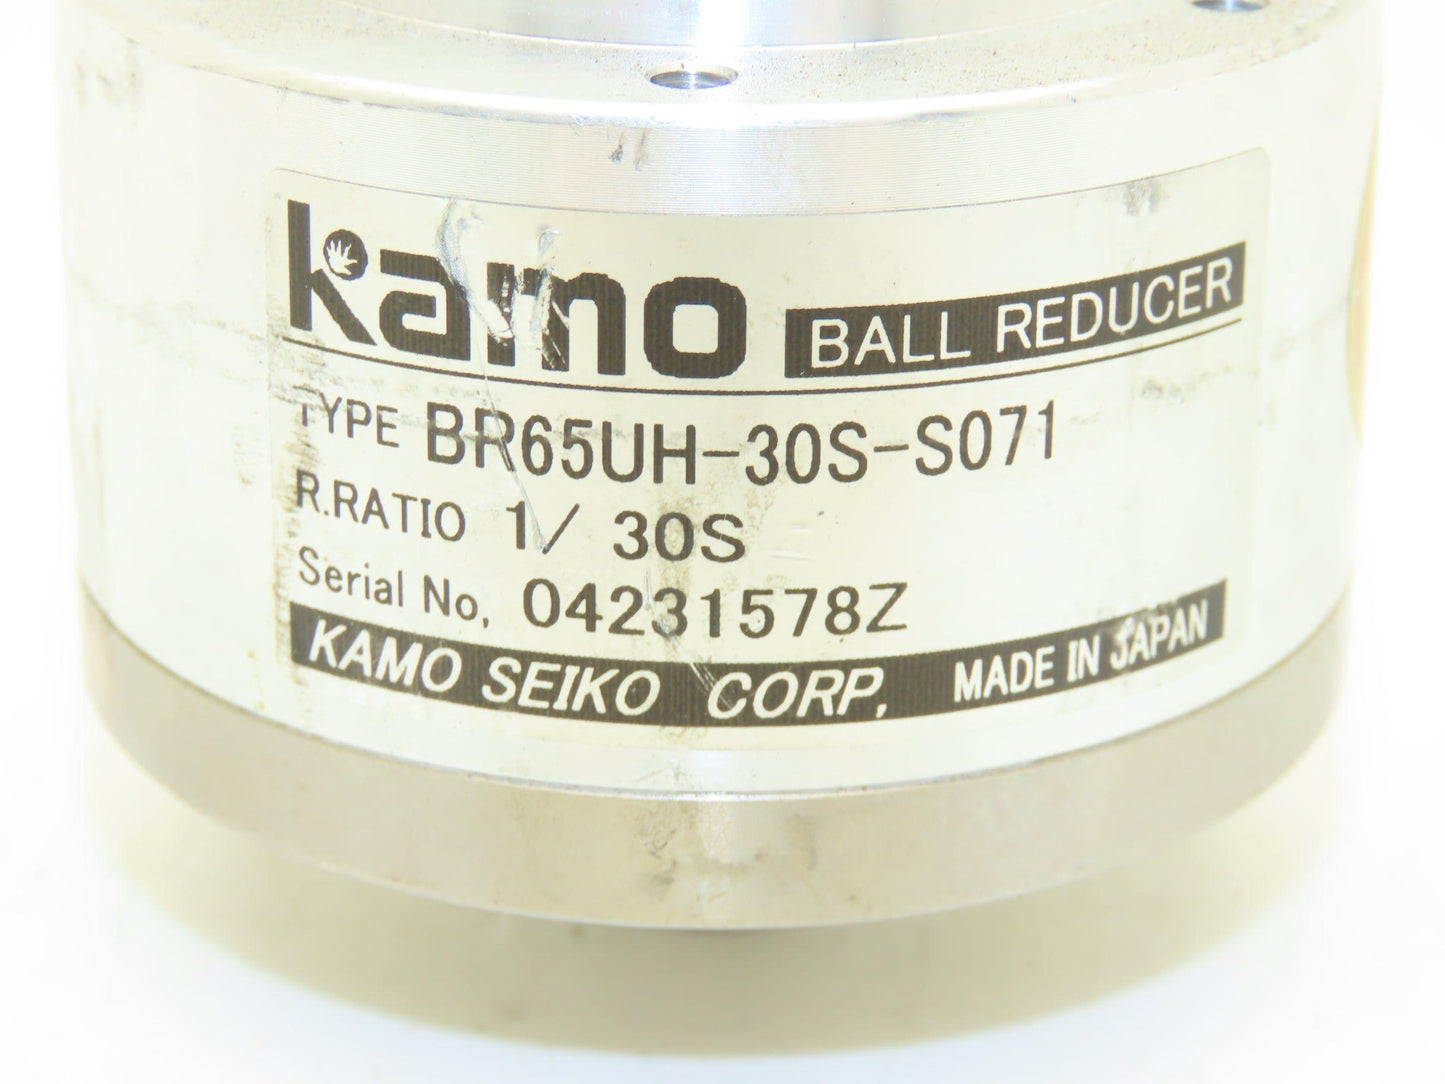 kamo BALL REDUCER
TYPE BR65UH-30S-S071
R.RATIO 1/ 30S
Serial No. 04231578Z
KAMO SEIKO CORP. MADE IN JAPAN